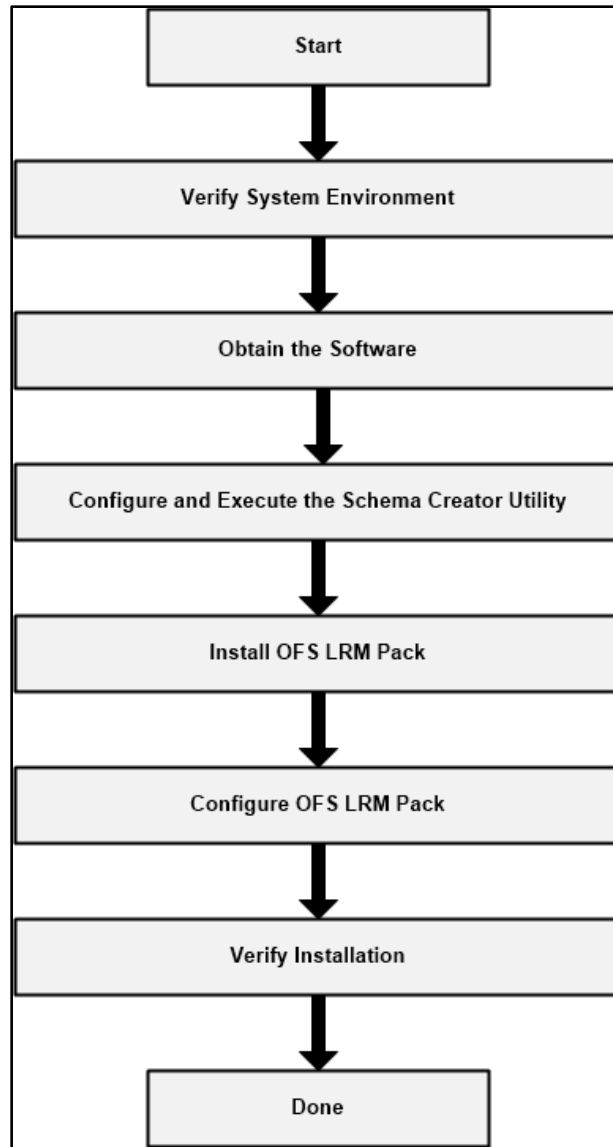 Start
Verify System Environment
Obtain the Software
Configure and Execute the Schema Creator Utility
Install OFS LRM Pack
Configure OFS LRM Pack
Verify Installation
Done